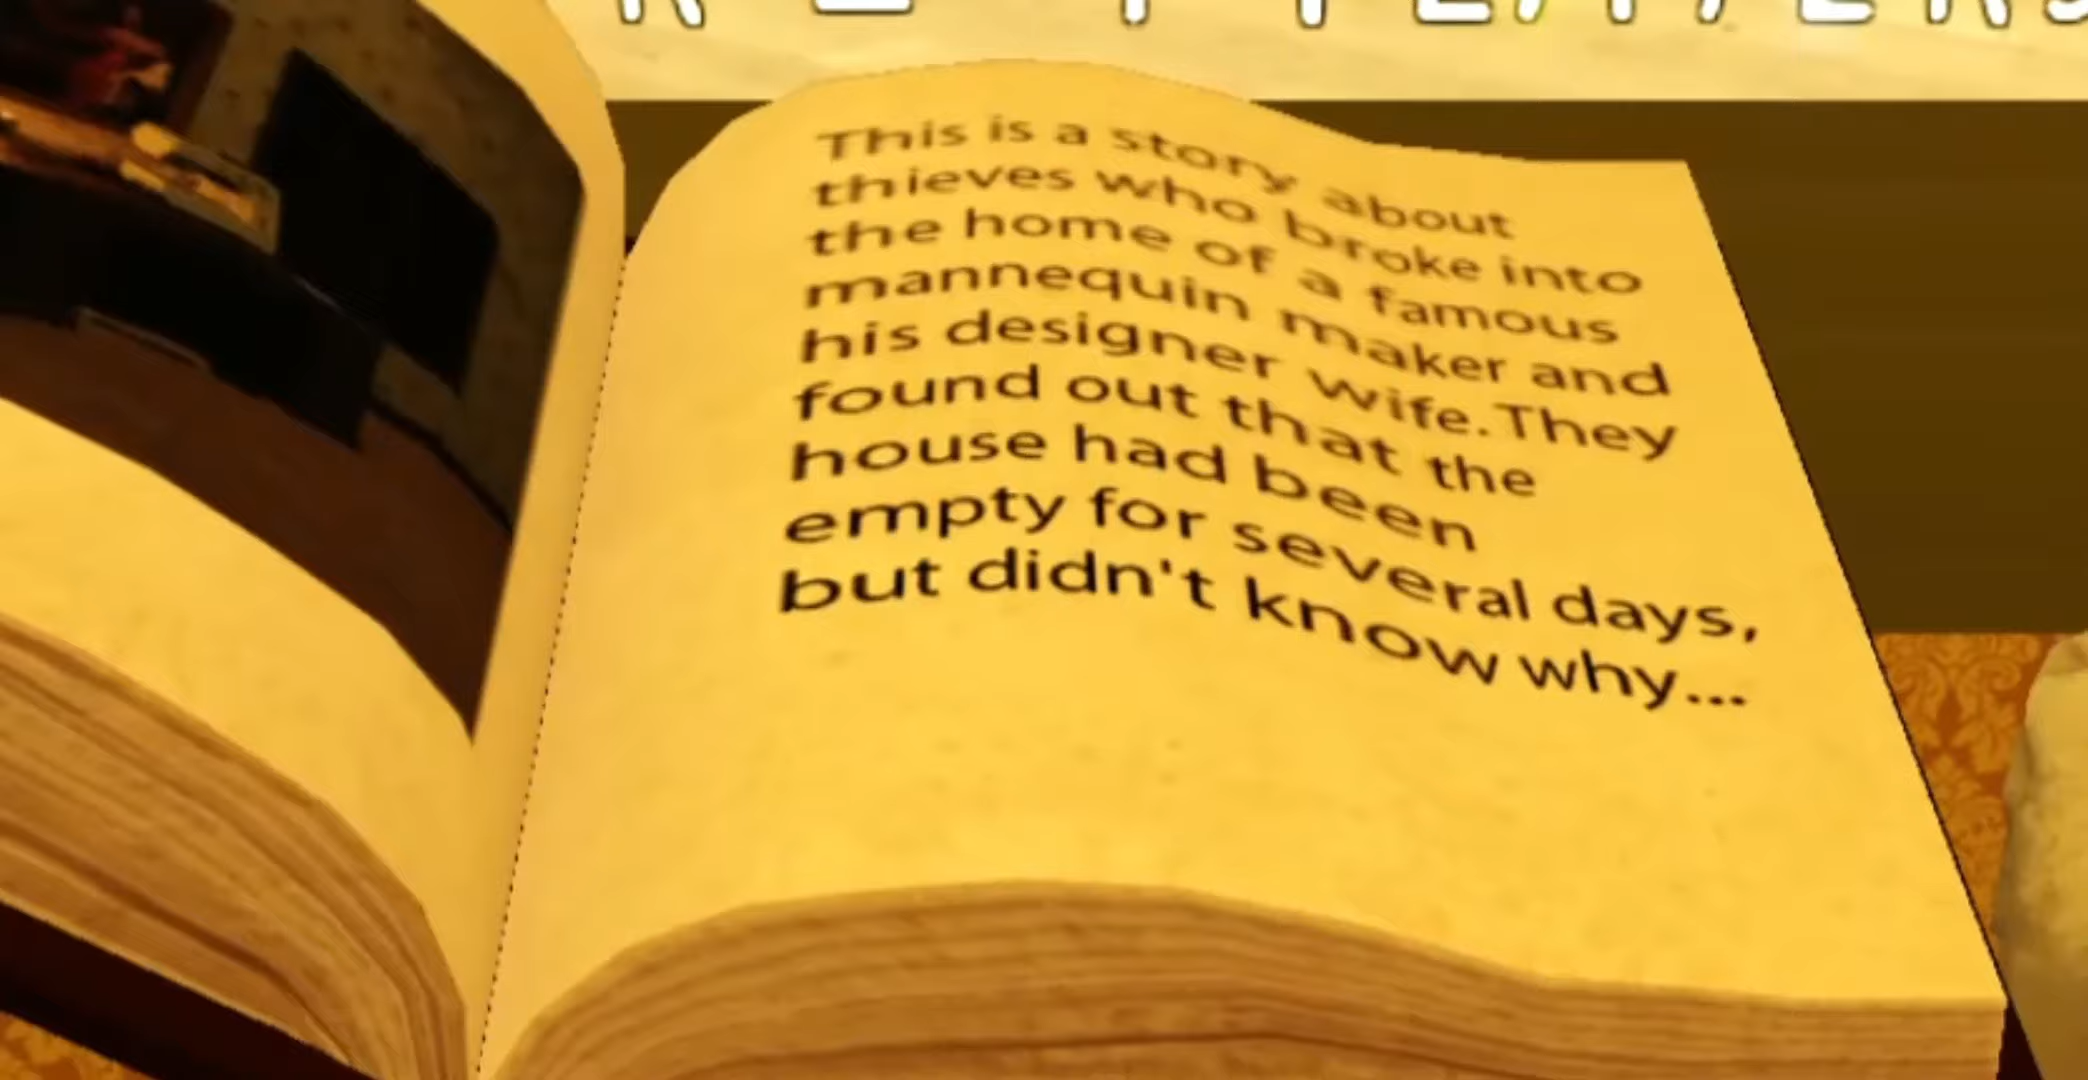 This is a story about
thieves who broke into
the home of a famous
mannequin maker and
his designer wife.They
found out that the
house had been
empty for several days,
but didn't know why...